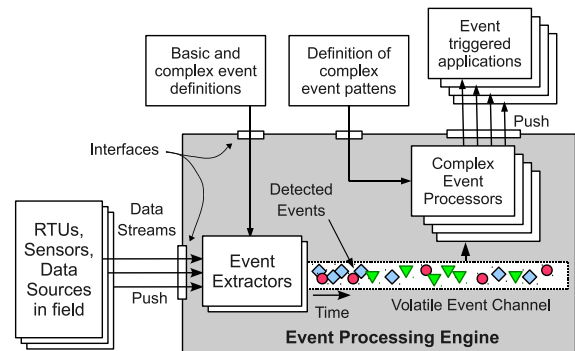 Basic and
complex event
definitions
Definition of
complex
event pattens
Event
triggered
applications
Push
Interfaces
Complex
Event
Processors
Detected
Events
Data
Streams
RTUs,
Sensors,
Data
Sources
in field
Push
Event
Extractors
Time
Volatile Event Channel
Event Processing Engine